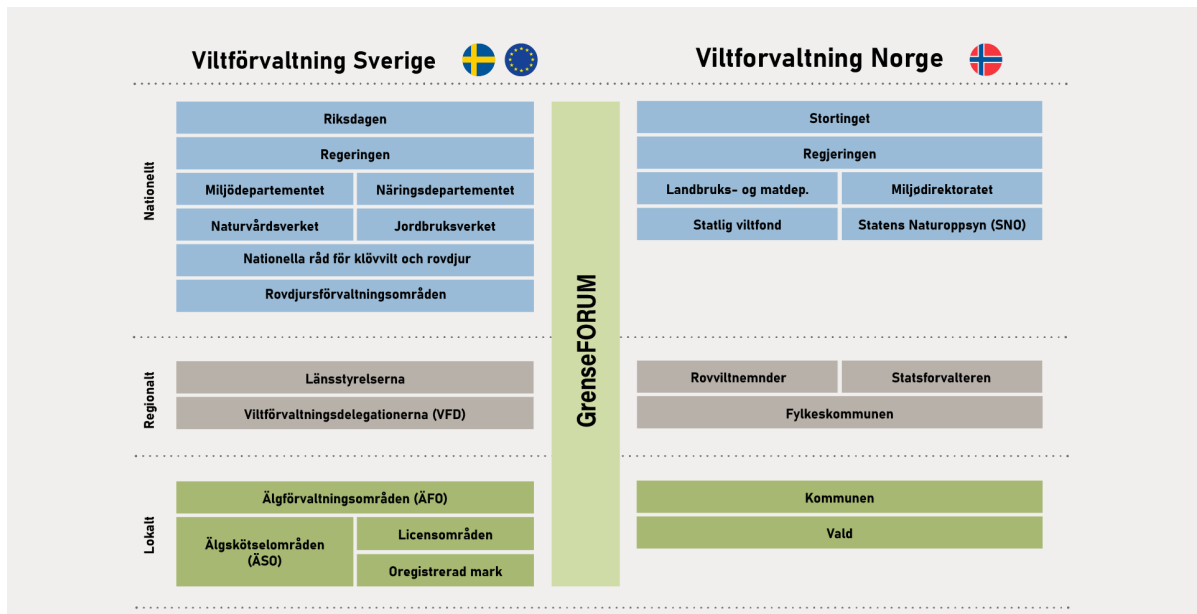 Viltförvaltning Sverige
Viltforvaltning Norge
Nationellt
Riksdagen
Regeringen
Miljödepartementet
Näringsdepartementet
Naturvårdsverket
Jordbruksverket
Nationella råd för klövvilt och rovdjur
Rovdjursförvaltningsområden
GrenseFORUM
Stortinget
Regjeringen
Landbruks- og matdep.
Miljødirektoratet
Statlig viltfond
Statens Naturoppsyn (SNO)
Regionalt
Länsstyrelserna
Viltförvaltningsdelegationerna (VFD)
Rovviltnemnder
Statsforvalteren
Fylkeskommunen
Lokalt
Älgförvaltningsområden (ÄFO)
Älgskötselområden
(ÄSO)
Licensområden
Oregistrerad mark
Kommunen
Vald